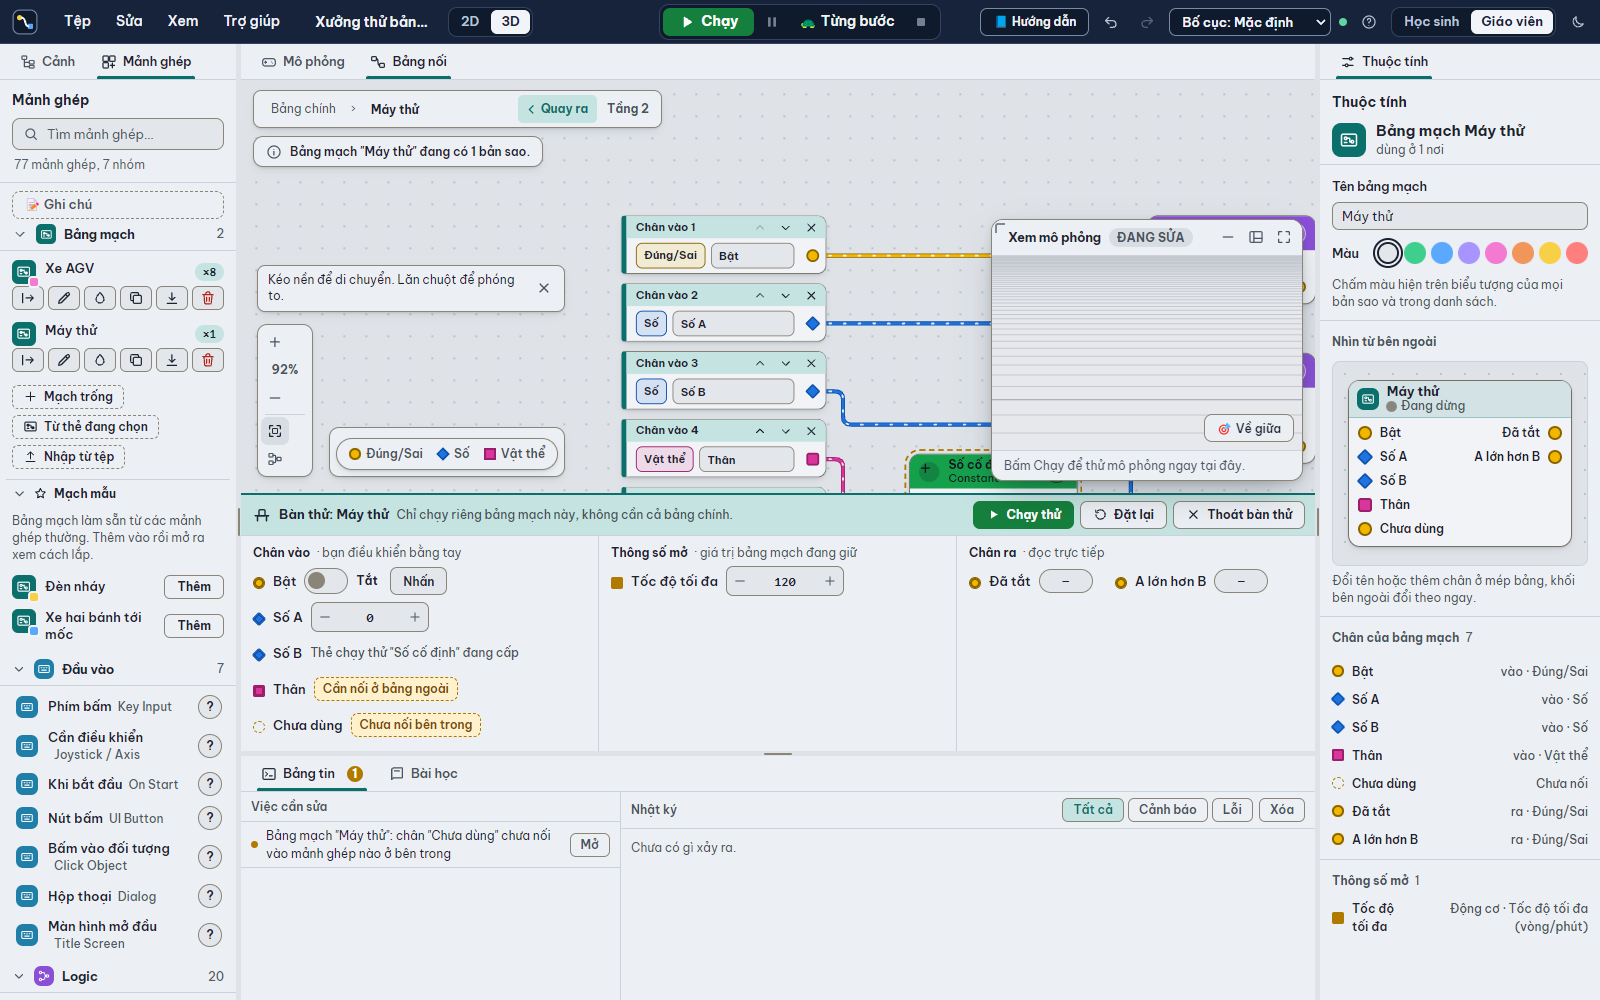 Tệp Sửa Xem Trợ giúp Xưởng thử bản... 2D 3D Chạy Từng bước Hướng dẫn Bố cục: Mặc định Học sinh Giáo viên
Cảnh Mảnh ghép
Mảnh ghép
Tìm mảnh ghép...
77 mảnh ghép, 7 nhóm
Ghi chú
Bảng mạch 2
Xe AGV ×8
Máy thử ×1
Mạch trống
Từ thẻ đang chọn
Nhập từ tệp
Mạch mẫu
Bảng mạch làm sẵn từ các mảnh
ghép thường. Thêm vào rồi mở ra
xem cách lắp.
Đèn nháy Thêm
Xe hai bánh tới
mốc
Thêm
Đầu vào 7
Phím bấm Key Input ?
Cần điều khiển
Joystick / Axis
?
Khi bắt đầu On Start ?
Nút bấm UI Button ?
Bấm vào đối tượng
Click Object
?
Hộp thoại Dialog ?
Màn hình mở đầu
Title Screen
?
Logic 20
Mô phỏng Bảng nối
Bảng chính › Máy thử Quay ra Tầng 2
Bảng mạch "Máy thử" đang có 1 bản sao.
Kéo nền để di chuyển. Lăn chuột để phóng
to.
92%
Đúng/Sai Số Vật thể
Chân vào 1
Đúng/Sai Bật
Chân vào 2
Số Số A
Chân vào 3
Số Số B
Chân vào 4
Vật thể Thân
Số cố đ
Constan
Xem mô phỏng ĐANG SỬA
Về giữa
Bấm Chạy để thử mô phỏng ngay tại đây.
Bàn thử: Máy thử Chỉ chạy riêng bảng mạch này, không cần cả bảng chính. Chạy thử Đặt lại Thoát bàn thử
Chân vào · bạn điều khiển bằng tay
Bật Tắt Nhấn
Số A 0
Số B Thẻ chạy thử "Số cố định" đang cấp
Thân Cần nối ở bảng ngoài
Chưa dùng Chưa nối bên trong
Thông số mở · giá trị bảng mạch đang giữ
Tốc độ tối đa 120
Chân ra · đọc trực tiếp
Đã tắt – A lớn hơn B –
Bảng tin 1 Bài học
Việc cần sửa
Bảng mạch "Máy thử": chân "Chưa dùng" chưa nối
vào mảnh ghép nào ở bên trong
Mở
Nhật ký Tất cả Cảnh báo Lỗi Xóa
Chưa có gì xảy ra.
Thuộc tính
Thuộc tính
Bảng mạch Máy thử
dùng ở 1 nơi
Tên bảng mạch
Máy thử
Màu
Chấm màu hiện trên biểu tượng của mọi
bản sao và trong danh sách.
Nhìn từ bên ngoài
Máy thử
Đang dừng
Bật Đã tắt
Số A A lớn hơn B
Số B
Thân
Chưa dùng
Đổi tên hoặc thêm chân ở mép bảng, khối
bên ngoài đổi theo ngay.
Chân của bảng mạch 7
Bật vào · Đúng/Sai
Số A vào · Số
Số B vào · Số
Thân vào · Vật thể
Chưa dùng Chưa nối
Đã tắt ra · Đúng/Sai
A lớn hơn B ra · Đúng/Sai
Thông số mở 1
Tốc độ
tối đa
Động cơ · Tốc độ tối đa
(vòng/phút)